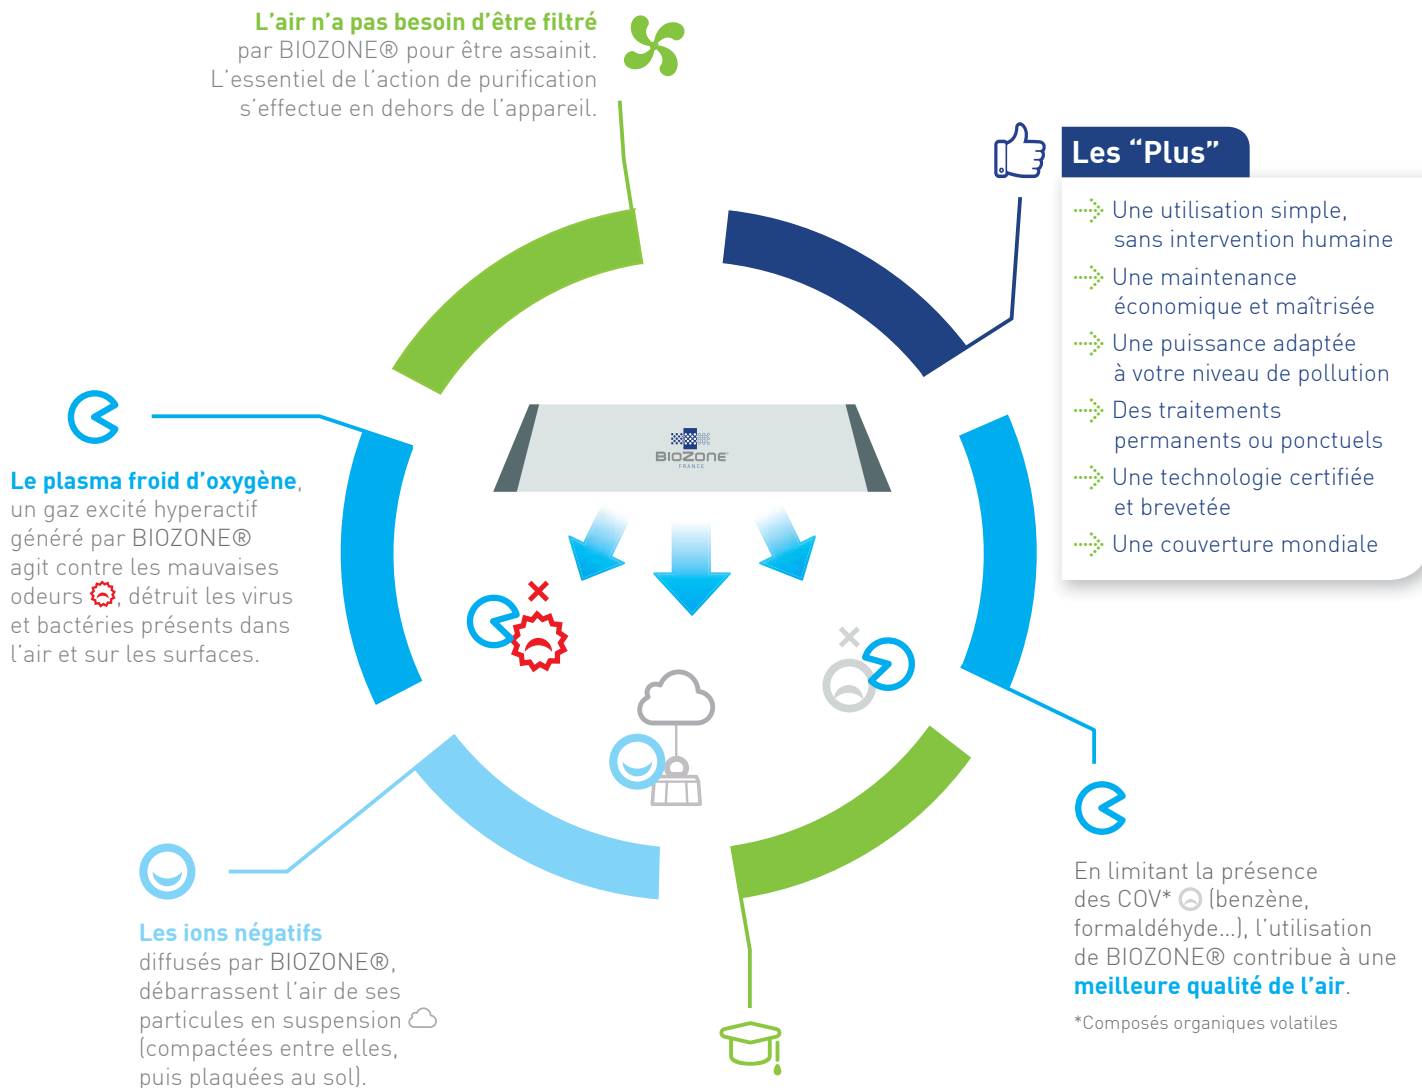 L’air n’a pas besoin d’être filtré
par BIOZONE® pour être assainit.
L’essentiel de l’action de purification
s’effectue en dehors de l’appareil.
Les “Plus”
Une utilisation simple,
sans intervention humaine
Une maintenance
économique et maîtrisée
Une puissance adaptée
à votre niveau de pollution
Des traitements
permanents ou ponctuels
Une technologie certifiée
et brevetée
Une couverture mondiale
BIOZONE
FRANCE
Le plasma froid d’oxygène,
un gaz excité hyperactif
généré par BIOZONE®
agit contre les mauvaises
odeurs , détruit les virus
et bactéries présents dans
l’air et sur les surfaces.
Les ions négatifs
diffusés par BIOZONE®,
débarrassent l’air de ses
particules en suspension
(compactées entre elles,
puis plaquées au sol).
En limitant la présence
des COV* (benzène,
formaldéhyde...), l’utilisation
de BIOZONE® contribue à une
meilleure qualité de l’air.
*Composés organiques volatiles